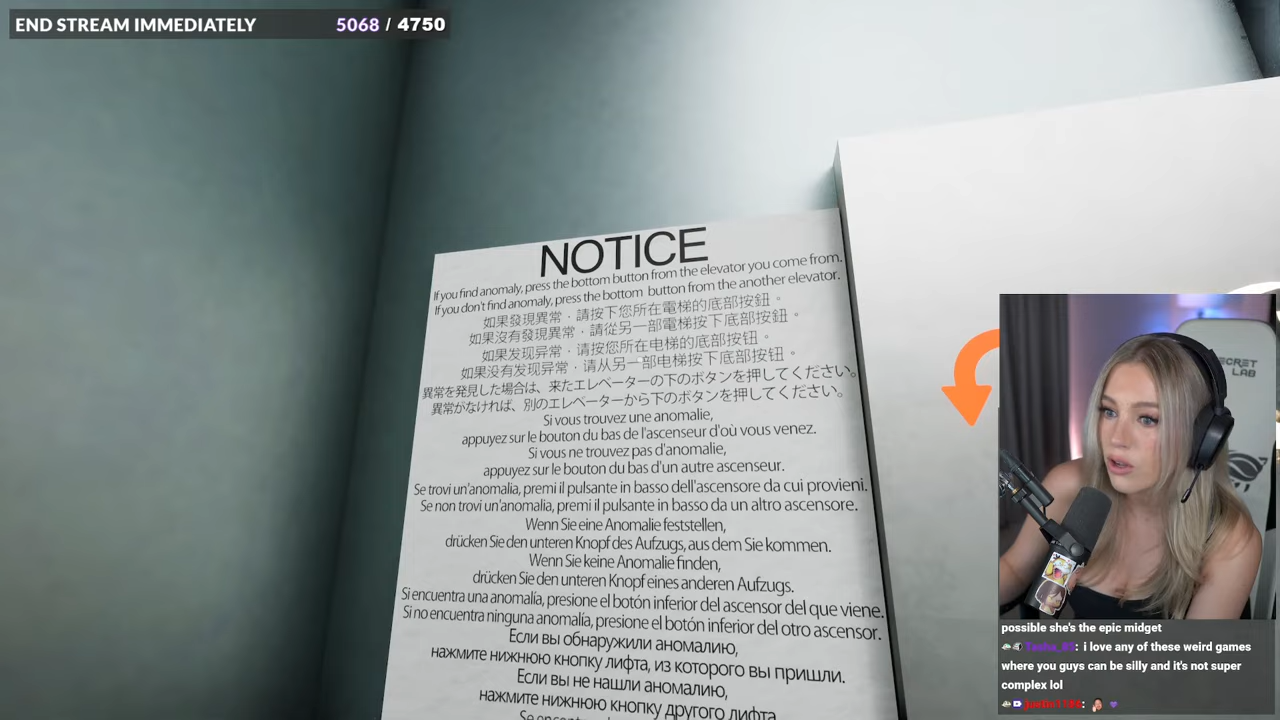 END STREAM IMMEDIATELY 5068 / 4750
NOTICE
If you find anomaly, press the bottom button from the elevator you come from.
If you don't find anomaly, press the bottom button from the another elevator.
如果發現異常，請按下您所在電梯的底部按鈕。
如果沒有發現異常，請從另一部電梯按下底部按鈕。
如果发现异常，请按您所在电梯的底部按钮。
如果没有发现异常，请从另一部电梯按下底部按钮。
異常を発見した場合は、来たエレベーターの下のボタンを押してください。
異常がなければ、別のエレベーターから下のボタンを押してください。
Si vous trouvez une anomalie,
appuyez sur le bouton du bas de l'ascenseur d'où vous venez.
Si vous ne trouvez pas d'anomalie,
appuyez sur le bouton du bas d'un autre ascenseur.
Se trovi un'anomalia, premi il pulsante in basso dell'ascensore da cui provieni.
Se non trovi un'anomalia, premi il pulsante in basso da un altro ascensore.
Wenn Sie eine Anomalie feststellen,
drücken Sie den unteren Knopf des Aufzugs, aus dem Sie kommen.
Wenn Sie keine Anomalie finden,
drücken Sie den unteren Knopf eines anderen Aufzugs.
Si encuentra una anomalía, presione el botón inferior del ascensor del que viene.
Si no encuentra ninguna anomalía, presione el botón inferior del otro ascensor.
Если вы обнаружили аномалию,
нажмите нижнюю кнопку лифта, из которого вы пришли.
Если вы не нашли аномалию,
нажмите нижнюю кнопку другого лифта.
SECRET
LAB
possible she's the epic midget
: i love any of these weird games
where you guys can be silly and it's not super
complex lol